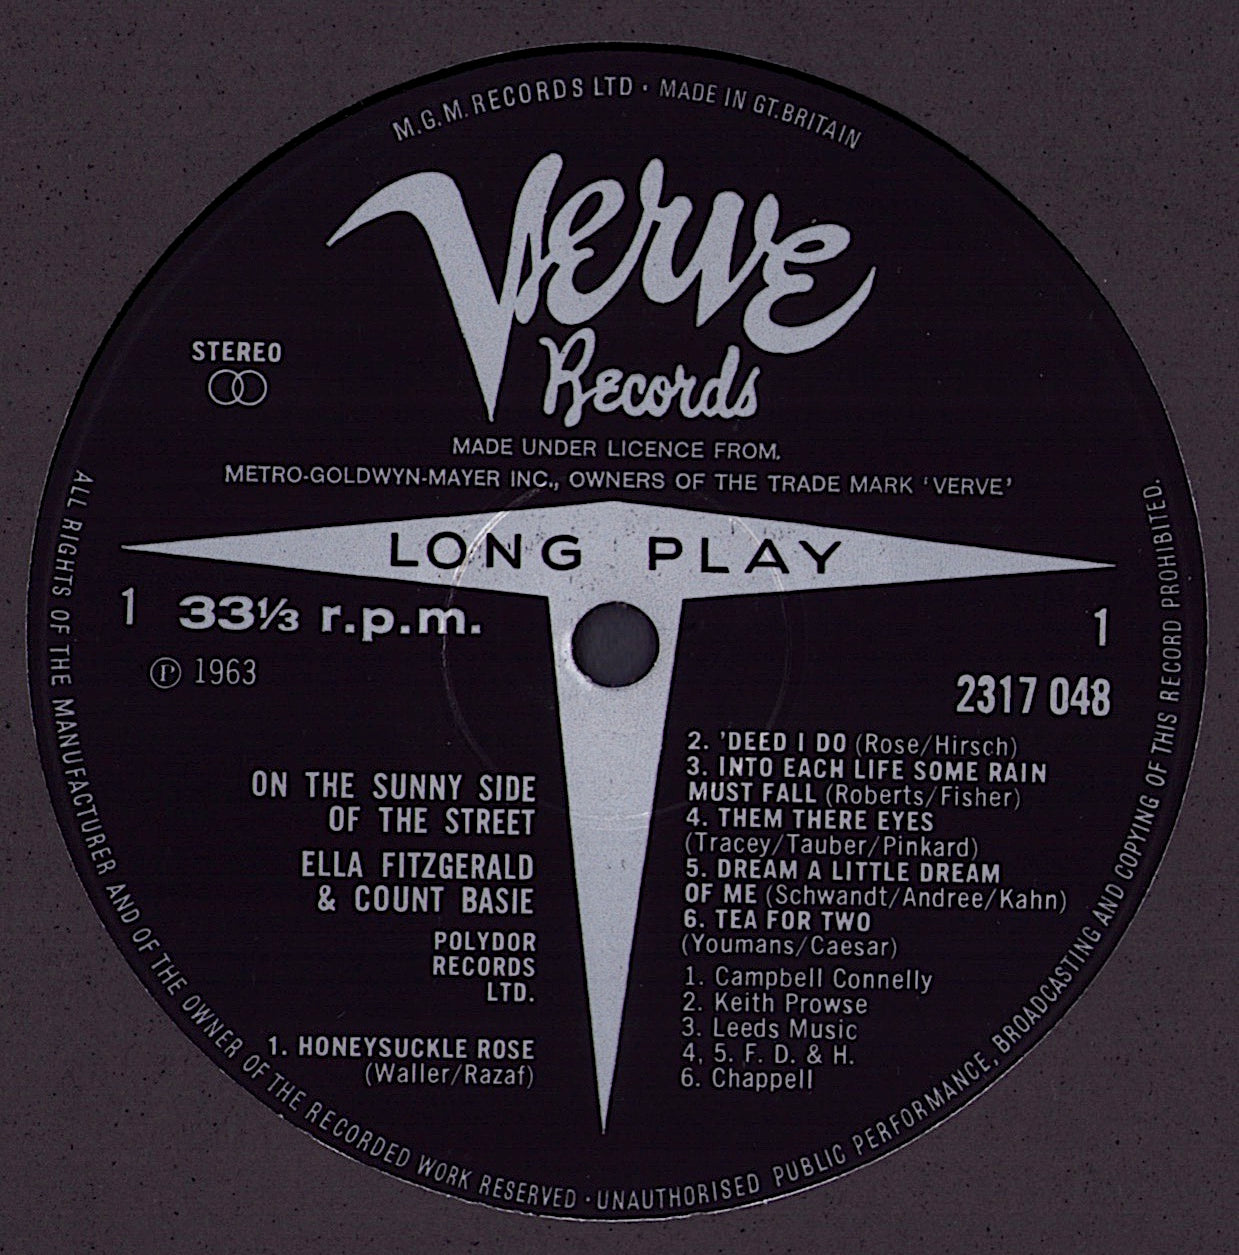 M.G.M. RECORDS LTD · MADE IN GT. BRITAIN
Verve
Records
STEREO
MADE UNDER LICENCE FROM.
METRO-GOLDWYN-MAYER INC., OWNERS OF THE TRADE MARK 'VERVE'
LONG PLAY
1 33⅓ r.p.m.
1
℗ 1963
2317 048
ON THE SUNNY SIDE
OF THE STREET
ELLA FITZGERALD
& COUNT BASIE
POLYDOR
RECORDS
LTD.
1. HONEYSUCKLE ROSE
(Waller/Razaf)
2. 'DEED I DO (Rose/Hirsch)
3. INTO EACH LIFE SOME RAIN
MUST FALL (Roberts/Fisher)
4. THEM THERE EYES
(Tracey/Tauber/Pinkard)
5. DREAM A LITTLE DREAM
OF ME (Schwandt/Andree/Kahn)
6. TEA FOR TWO
(Youmans/Caesar)
1. Campbell Connelly
2. Keith Prowse
3. Leeds Music
4, 5. F. D. & H.
6. Chappell
ALL RIGHTS OF THE MANUFACTURER AND OF THE OWNER OF THE RECORDED WORK RESERVED · UNAUTHORISED PUBLIC PERFORMANCE, BROADCASTING AND COPYING OF THIS RECORD PROHIBITED.